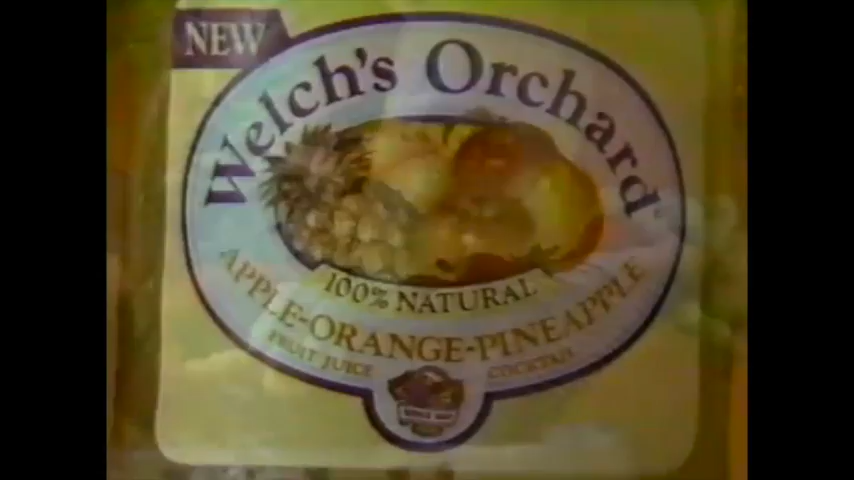 NEW
Welch's Orchard
100% NATURAL
APPLE-ORANGE-PINEAPPLE
FRUIT JUICE COCKTAIL